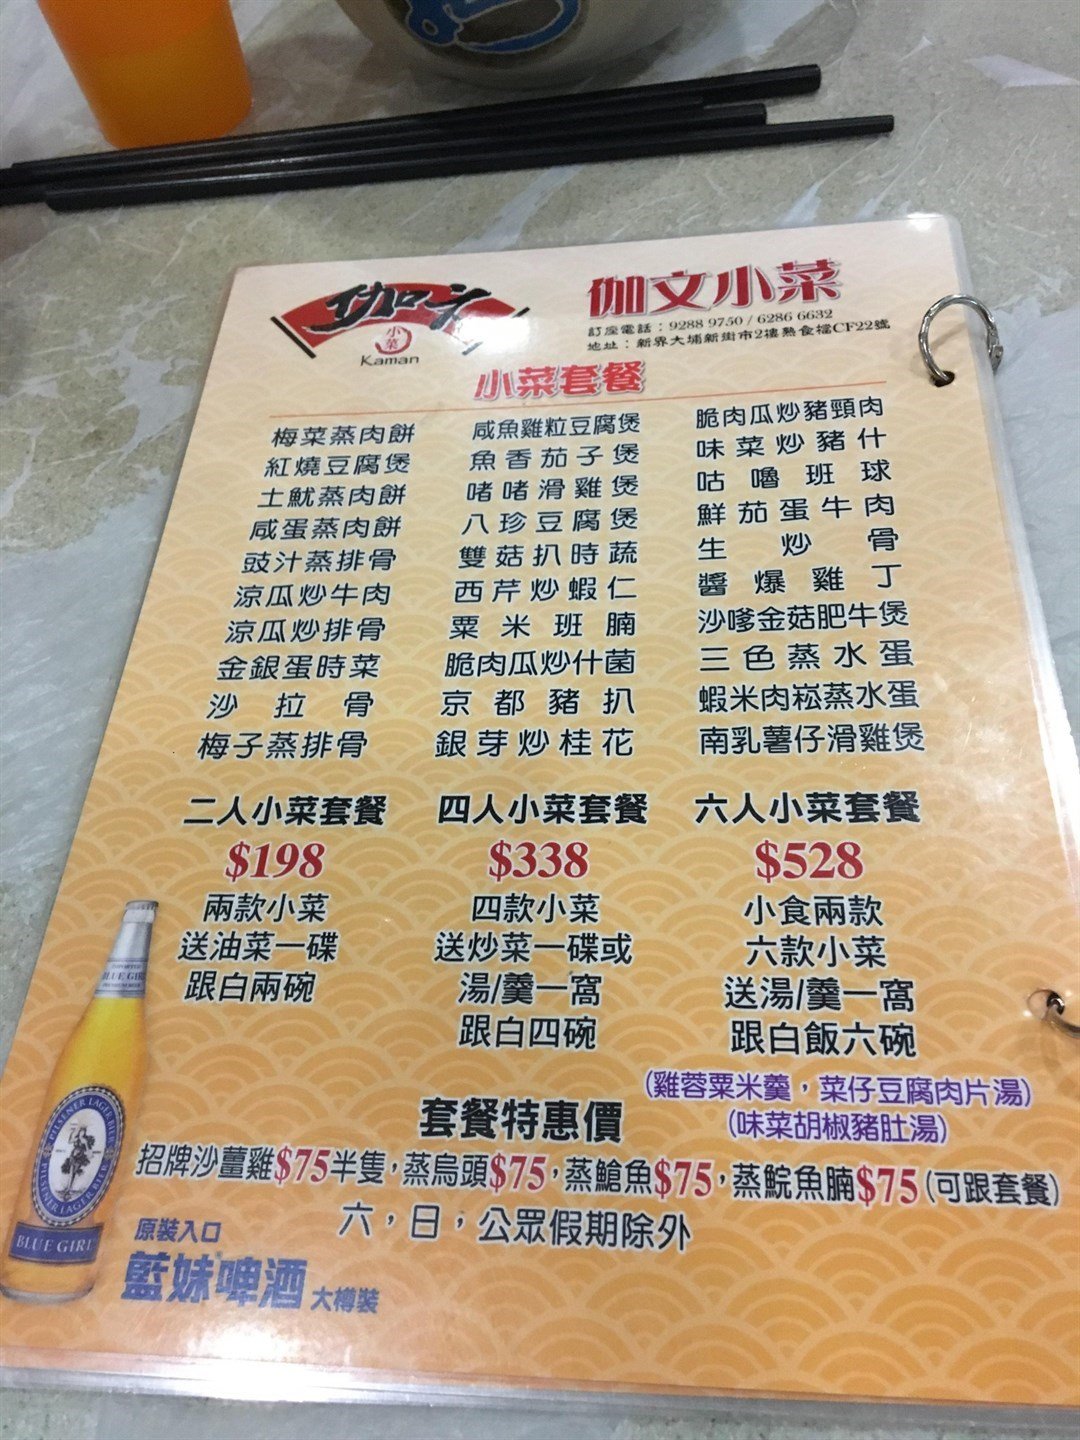 伽文
小菜
Kaman
伽文小菜
訂座電話：9288 9750 / 6286 6632
地址：新界大埔新街市2樓熱食檔CF22號
小菜套餐
梅菜蒸肉餅
紅燒豆腐煲
土魷蒸肉餅
咸蛋蒸肉餅
豉汁蒸排骨
涼瓜炒牛肉
涼瓜炒排骨
金銀蛋時菜
沙拉骨
梅子蒸排骨
咸魚雞粒豆腐煲
魚香茄子煲
啫啫滑雞煲
八珍豆腐煲
雙菇扒時蔬
西芹炒蝦仁
粟米班腩
脆肉瓜炒什菌
京都豬扒
銀芽炒桂花
脆肉瓜炒豬頸肉
味菜炒豬什
咕嚕班球
鮮茄蛋牛肉
生炒骨
醬爆雞丁
沙嗲金菇肥牛煲
三色蒸水蛋
蝦米肉崧蒸水蛋
南乳薯仔滑雞煲
二人小菜套餐
$198
兩款小菜
送油菜一碟
跟白兩碗
四人小菜套餐
$338
四款小菜
送炒菜一碟或
湯/羹一窩
跟白四碗
六人小菜套餐
$528
小食兩款
六款小菜
送湯/羹一窩
跟白飯六碗
(雞蓉粟米羹，菜仔豆腐肉片湯)
(味菜胡椒豬肚湯)
套餐特惠價
招牌沙薑雞$75半隻，蒸烏頭$75，蒸鯧魚$75，蒸鯇魚腩$75(可跟套餐)
六，日，公眾假期除外
BLUE GIRL
PILSENER LAGER BIER
PILSENER LAGER BIER
BLUE GIRL
原裝入口
藍妹啤酒 大樽裝